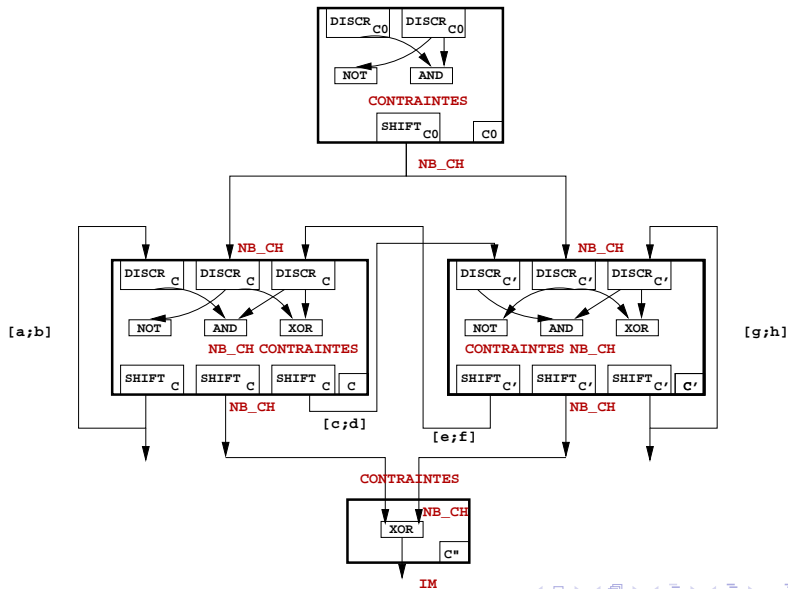 DISCR C0 DISCR C0
NOT AND
CONTRAINTES
SHIFT C0 C0
NB_CH
NB_CH NB_CH
DISCR C DISCR C DISCR C DISCR C' DISCR C' DISCR C'
[a;b] NOT AND XOR NOT AND XOR [g;h]
NB_CH CONTRAINTES CONTRAINTES NB_CH
SHIFT C SHIFT C SHIFT C C SHIFT C' SHIFT C' SHIFT C' C'
NB_CH NB_CH
[c;d] [e;f]
CONTRAINTES
NB_CH
XOR
C"
IM